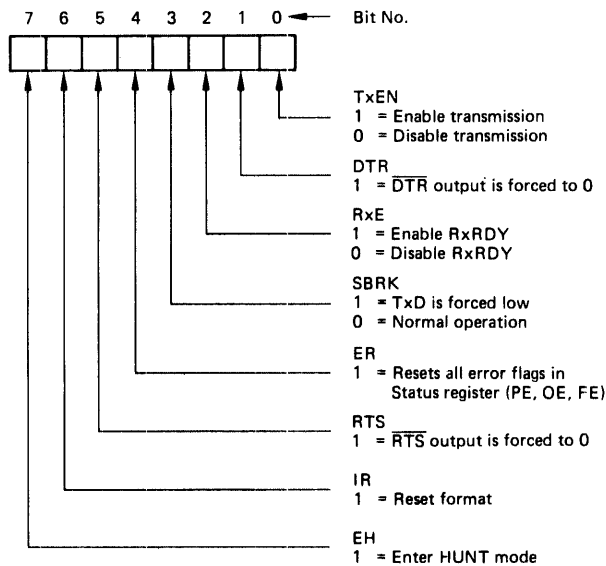 7 6 5 4 3 2 1 0 Bit No.
TxEN
1 = Enable transmission
0 = Disable transmission
DTR
1 = D̅T̅R̅ output is forced to 0
RxE
1 = Enable RxRDY
0 = Disable RxRDY
SBRK
1 = TxD is forced low
0 = Normal operation
ER
1 = Resets all error flags in
Status register (PE, OE, FE)
RTS
1 = R̅T̅S̅ output is forced to 0
IR
1 = Reset format
EH
1 = Enter HUNT mode